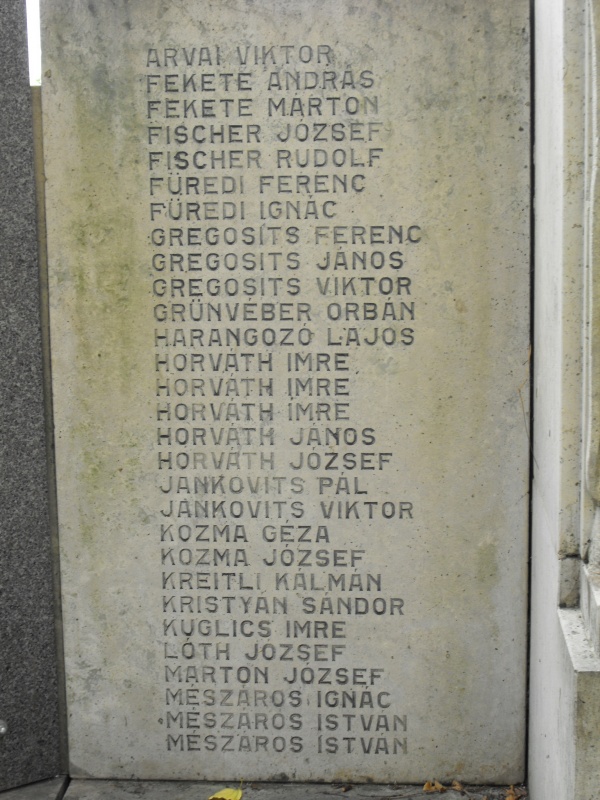 ARVAI VIKTOR
FEKETE ANDRÁS
FEKETE MÁRTON
FISCHER JÓZSEF
FISCHER RUDOLF
FÜREDI FERENC
FÜREDI IGNÁC
GREGOSITS FERENC
GREGOSITS JÁNOS
GREGOSITS VIKTOR
GRÜNVÉBER ORBÁN
HARANGOZÓ LAJOS
HORVÁTH IMRE
HORVÁTH IMRE
HORVÁTH IMRE
HORVÁTH JÁNOS
HORVÁTH JÓZSEF
JANKOVITS PÁL
JANKOVITS VIKTOR
KOZMA GÉZA
KOZMA JÓZSEF
KREITLI KÁLMÁN
KRISTYÁN SÁNDOR
KUGLICS IMRE
LÓTH JÓZSEF
MARTON JÓZSEF
MÉSZÁROS IGNÁC
MÉSZÁROS ISTVÁN
MÉSZÁROS ISTVÁN